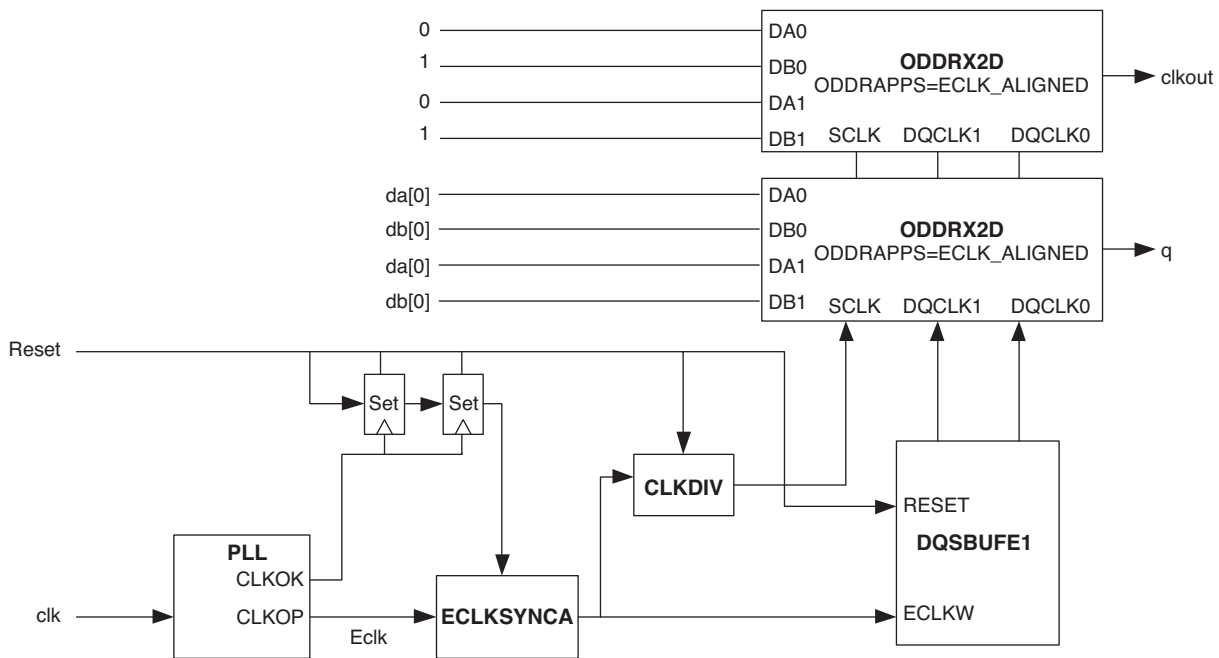 0
DA0
1
DB0
0
DA1
1
DB1
ODDRX2D
ODDRAPPS=ECLK_ALIGNED
SCLK DQCLK1 DQCLK0
clkout
da[0]
DA0
db[0]
DB0
da[0]
DA1
db[0]
DB1
ODDRX2D
ODDRAPPS=ECLK_ALIGNED
SCLK DQCLK1 DQCLK0
q
Reset
Set
Set
CLKDIV
RESET
DQSBUFE1
ECLKW
PLL
CLKOK
CLKOP
clk
Eclk
ECLKSYNCA